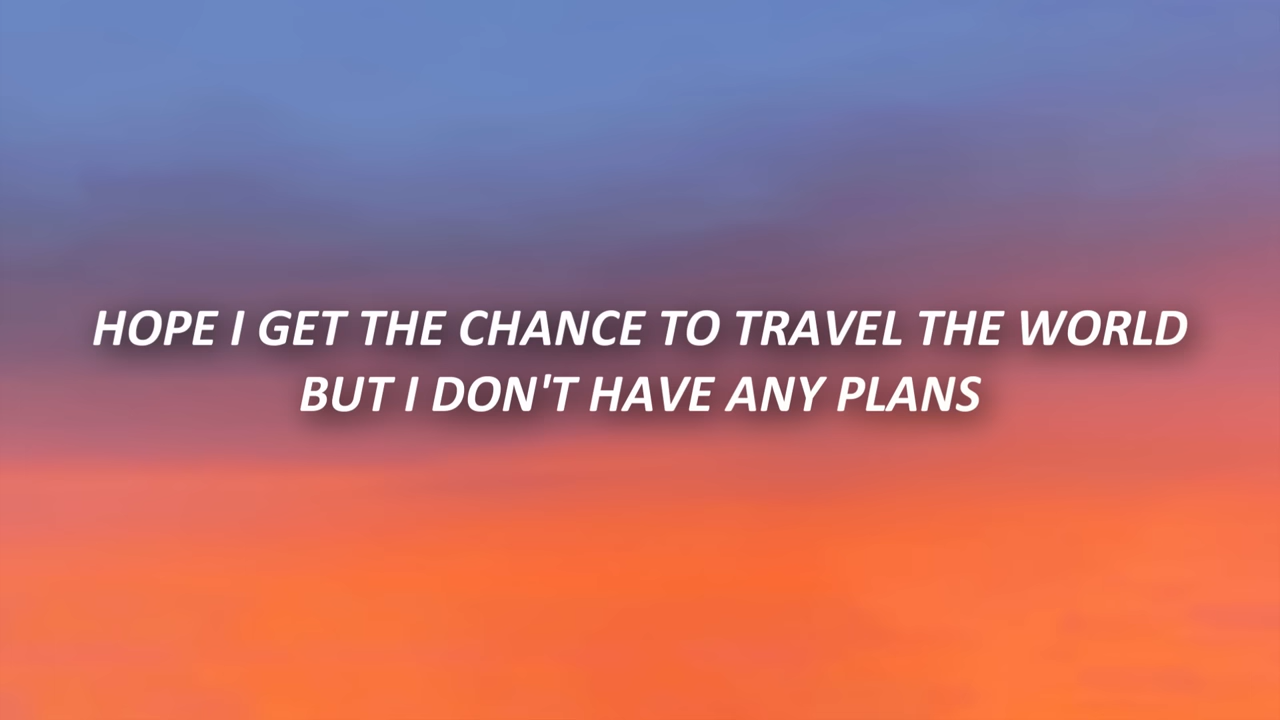 HOPE I GET THE CHANCE TO TRAVEL THE WORLD
BUT I DON'T HAVE ANY PLANS